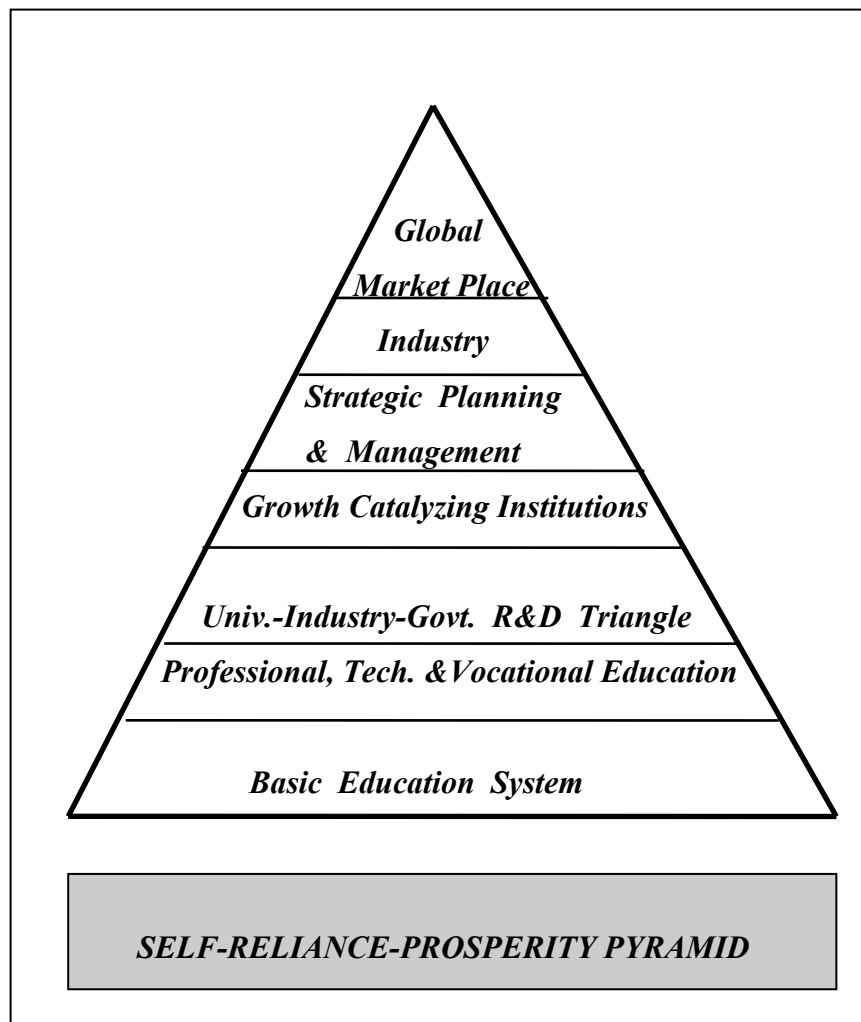 Global
Market Place
Industry
Strategic Planning
& Management
Growth Catalyzing Institutions
Univ.-Industry-Govt. R&D Triangle
Professional, Tech. &Vocational Education
Basic Education System
SELF-RELIANCE-PROSPERITY PYRAMID